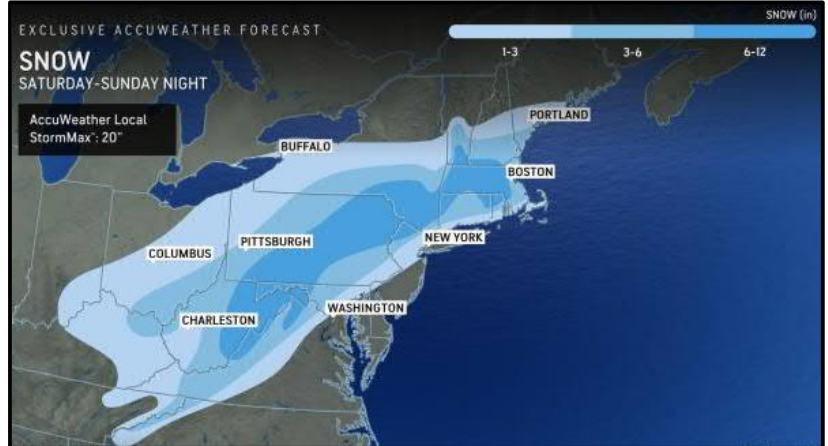 EXCLUSIVE ACCUWEATHER FORECAST
SNOW
SATURDAY-SUNDAY NIGHT
AccuWeather Local
StormMax™: 20"
SNOW (in)
1-3 3-6 6-12
PORTLAND
BUFFALO
BOSTON
NEW YORK
PITTSBURGH
COLUMBUS
WASHINGTON
CHARLESTON